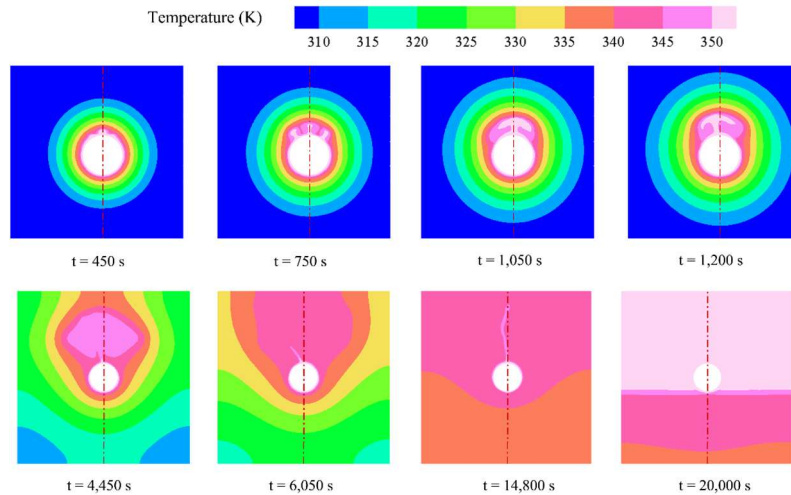 Temperature (K)
310 315 320 325 330 335 340 345 350
t = 450 s
t = 750 s
t = 1,050 s
t = 1,200 s
t = 4,450 s
t = 6,050 s
t = 14,800 s
t = 20,000 s